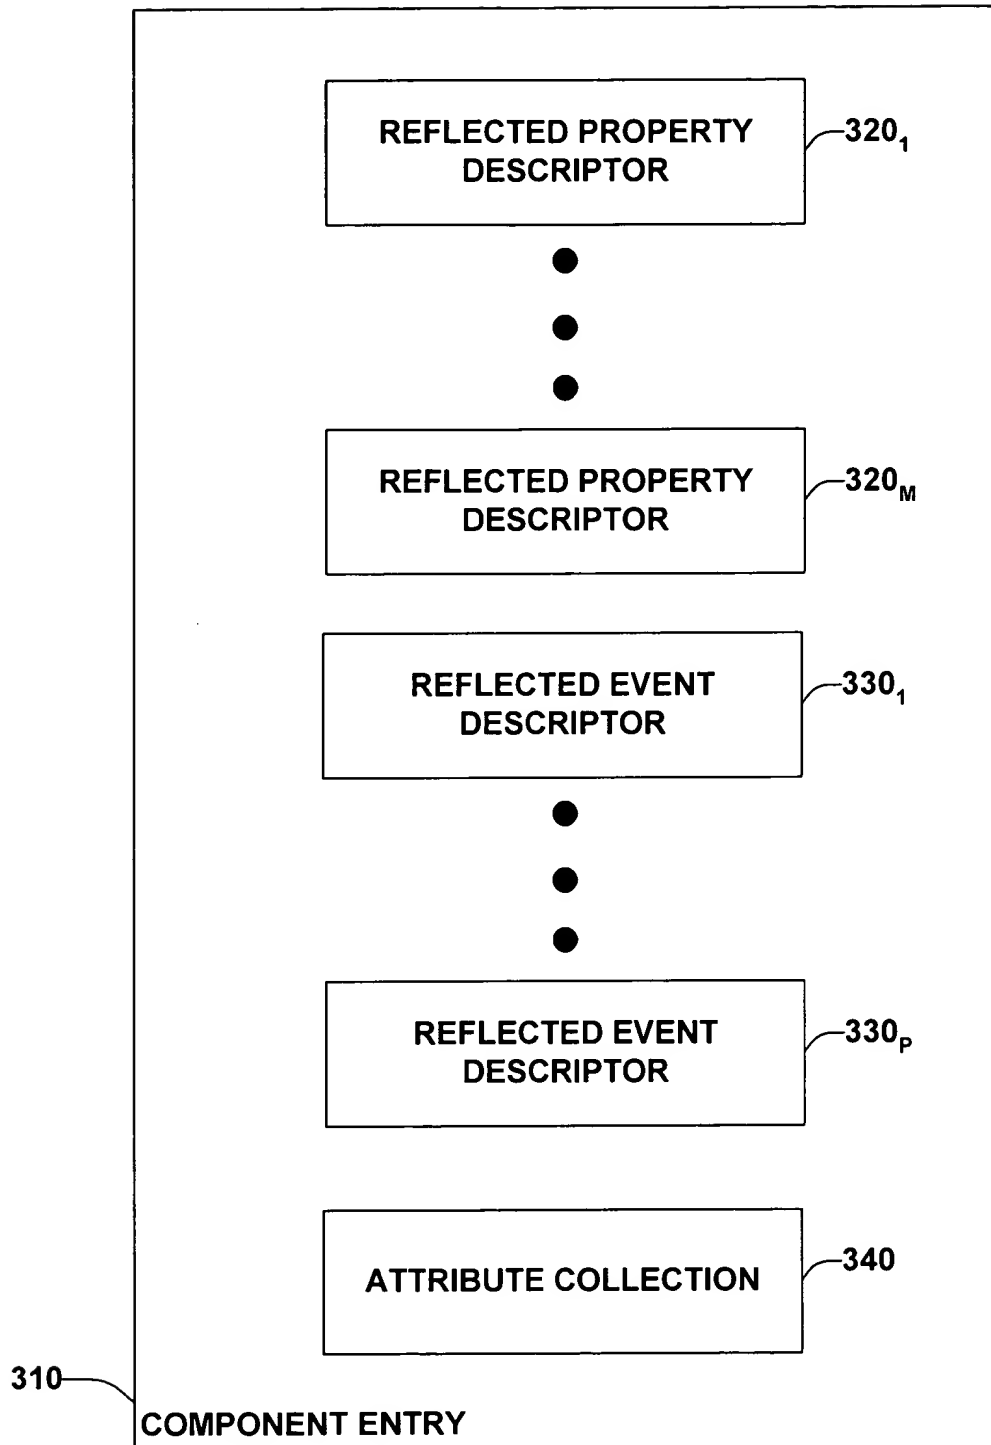 REFLECTED PROPERTY
DESCRIPTOR
320₁
REFLECTED PROPERTY
DESCRIPTOR
320ₘ
REFLECTED EVENT
DESCRIPTOR
330₁
REFLECTED EVENT
DESCRIPTOR
330ₚ
ATTRIBUTE COLLECTION
340
310
COMPONENT ENTRY